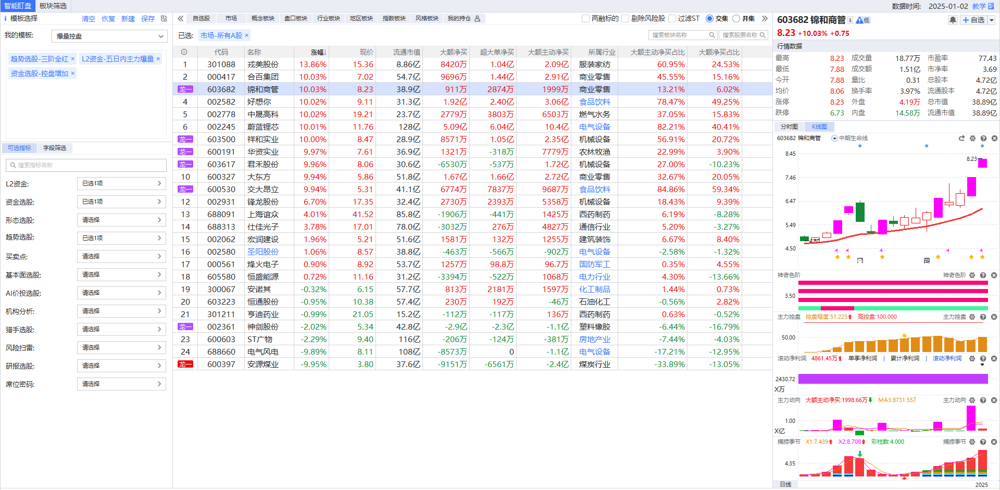 智能盯盘 板块筛选 数据时间: 2025-01-02 教学
模板选择 清空 恢复 新建 保存
我的模板: 爆量控盘
趋势选股-三阶全红 × L2资金-五日内主力爆量 ×
资金选股-控盘增加 ×
可选指标 字段筛选
搜索指标名称
L2资金: 已选1项
资金选股: 已选1项
形态选股: 请选择
趋势选股: 已选1项
买卖点: 请选择
基本面选股: 请选择
AI价投选股: 请选择
机构分析: 请选择
猎手选股: 请选择
风险扫雷: 请选择
研报选股: 请选择
席位密码: 请选择
自选股 市场 概念板块 盘口板块 行业板块 地区板块 指数板块 风格板块 我的持仓 两融标的 剔除风险股 过滤ST 交集 并集
已选: 市场-所有A股 × 搜索板块名称 搜索股票名称
代码 名称 涨幅↓ 现价 流通市值 大额净买 超大单净买 大额主动净买 所属行业 大额主动净买占比 大额净买占比
1 301088 戎美股份 13.86% 15.36 8.86亿 8420万 1.04亿 2.09亿 服装家纺 60.95% 24.53%
2 000417 合百集团 10.03% 7.02 54.7亿 9696万 1.44亿 2.91亿 商业零售 45.55% 15.16%
龙一 603682 锦和商管 10.03% 8.23 38.9亿 911万 2874万 1999万 商业零售 13.21% 6.02%
4 002582 好想你 10.02% 9.11 31.3亿 1.92亿 2.40亿 3.06亿 食品饮料 78.47% 49.25%
5 002778 中晟高科 10.02% 19.21 23.7亿 2779万 3803万 6503万 燃气水务 37.05% 15.83%
6 002245 蔚蓝锂芯 10.01% 11.76 128亿 5.09亿 6.04亿 10.4亿 电气设备 82.21% 40.41%
龙一 603500 祥和实业 10.00% 8.47 28.9亿 8571万 1.05亿 2.35亿 机械设备 56.91% 20.72%
龙一 600191 华资实业 9.97% 7.61 36.9亿 1321万 -318万 7779万 农林牧渔 22.99% 3.90%
龙一 603617 君禾股份 9.96% 8.06 30.6亿 -6530万 -537万 1.72亿 机械设备 27.00% -10.23%
10 600327 大东方 9.94% 5.86 51.8亿 1.67亿 1.66亿 2.72亿 商业零售 32.67% 20.05%
龙一 600530 交大昂立 9.94% 5.31 41.1亿 6774万 7837万 9687万 食品饮料 84.86% 59.34%
12 002931 锋龙股份 6.70% 17.35 32.4亿 2730万 2393万 5358万 机械设备 18.43% 9.39%
13 688091 上海谊众 4.01% 41.52 85.8亿 -1906万 -441万 1425万 西药制药 6.19% -8.28%
14 688313 仕佳光子 3.78% 17.01 78.0亿 -3032万 276万 4827万 通信行业 5.20% -3.27%
15 002062 宏润建设 1.96% 5.21 51.6亿 1581万 132万 1255万 建筑装饰 6.67% 8.40%
16 002580 圣阳股份 1.06% 8.57 38.8亿 -463万 -566万 -902万 电气设备 -2.58% -1.32%
17 000561 烽火电子 0.90% 8.92 53.7亿 1257万 98.8万 96.7万 国防军工 0.35% 4.55%
18 605580 恒盛能源 0.72% 11.16 31.2亿 -3394万 -522万 1068万 电力行业 4.30% -13.66%
19 300067 安诺其 -0.32% 6.15 57.7亿 813万 2181万 1597万 化工制品 1.44% 0.73%
20 603223 恒通股份 -0.95% 10.38 57.4亿 230万 192万 -46万 石油化工 -0.56% 2.82%
21 301211 亨迪药业 -0.99% 21.05 15.2亿 -112万 -117万 136万 西药制药 0.63% -0.52%
龙一 002361 神剑股份 -2.02% 5.34 42.8亿 -2.9亿 -2.3亿 -1.1亿 塑料橡胶 -6.44% -16.79%
23 600603 ST广物 -2.29% 9.40 116亿 -206万 -124万 -381万 房地产业 -7.44% -4.03%
24 688660 电气风电 -9.89% 8.11 108亿 -8573万 0 -1.1亿 电气设备 -17.21% -12.95%
龙一 600397 安源煤业 -9.95% 3.80 37.6亿 -9151万 -6561万 -2.4亿 煤炭行业 -33.89% -13.05%
603682 锦和商管 低 自选
8.23 +10.03% +0.75
行情数据
最高 8.23 成交量 18.77万 市盈率 77.43
最低 7.88 成交额 1.51亿 市净率 3.69
今开 7.88 量比 0.31 总股本 4.72亿
均价 8.06 换手率 3.97% 流通股本 4.72亿
涨停 8.23 外盘 4.19万 总市值 38.89亿
跌停 6.73 内盘 14.58万 流通市值 38.89亿
分时图 K线图
603682 锦和商管 中期生命线
8.45
8.23
7.46
6.47
5.49
4.80
4.50
神奇色阶 神奇色阶
3.50
主力控盘 控盘程度:51.223 高控盘:100.000 主力控盘
50.00
滚动净利润 4861.45万 单季净利润 | 累计净利润 | 滚动净利润
2430.72
X万
主力动向 大额主动净买:1998.66万 MA3:8731.557 主力动向
1.00
X亿
捕捞季节 X1:7.439 X2:8.708 彩柱数:4.000 捕捞季节
4.35
日线 2025